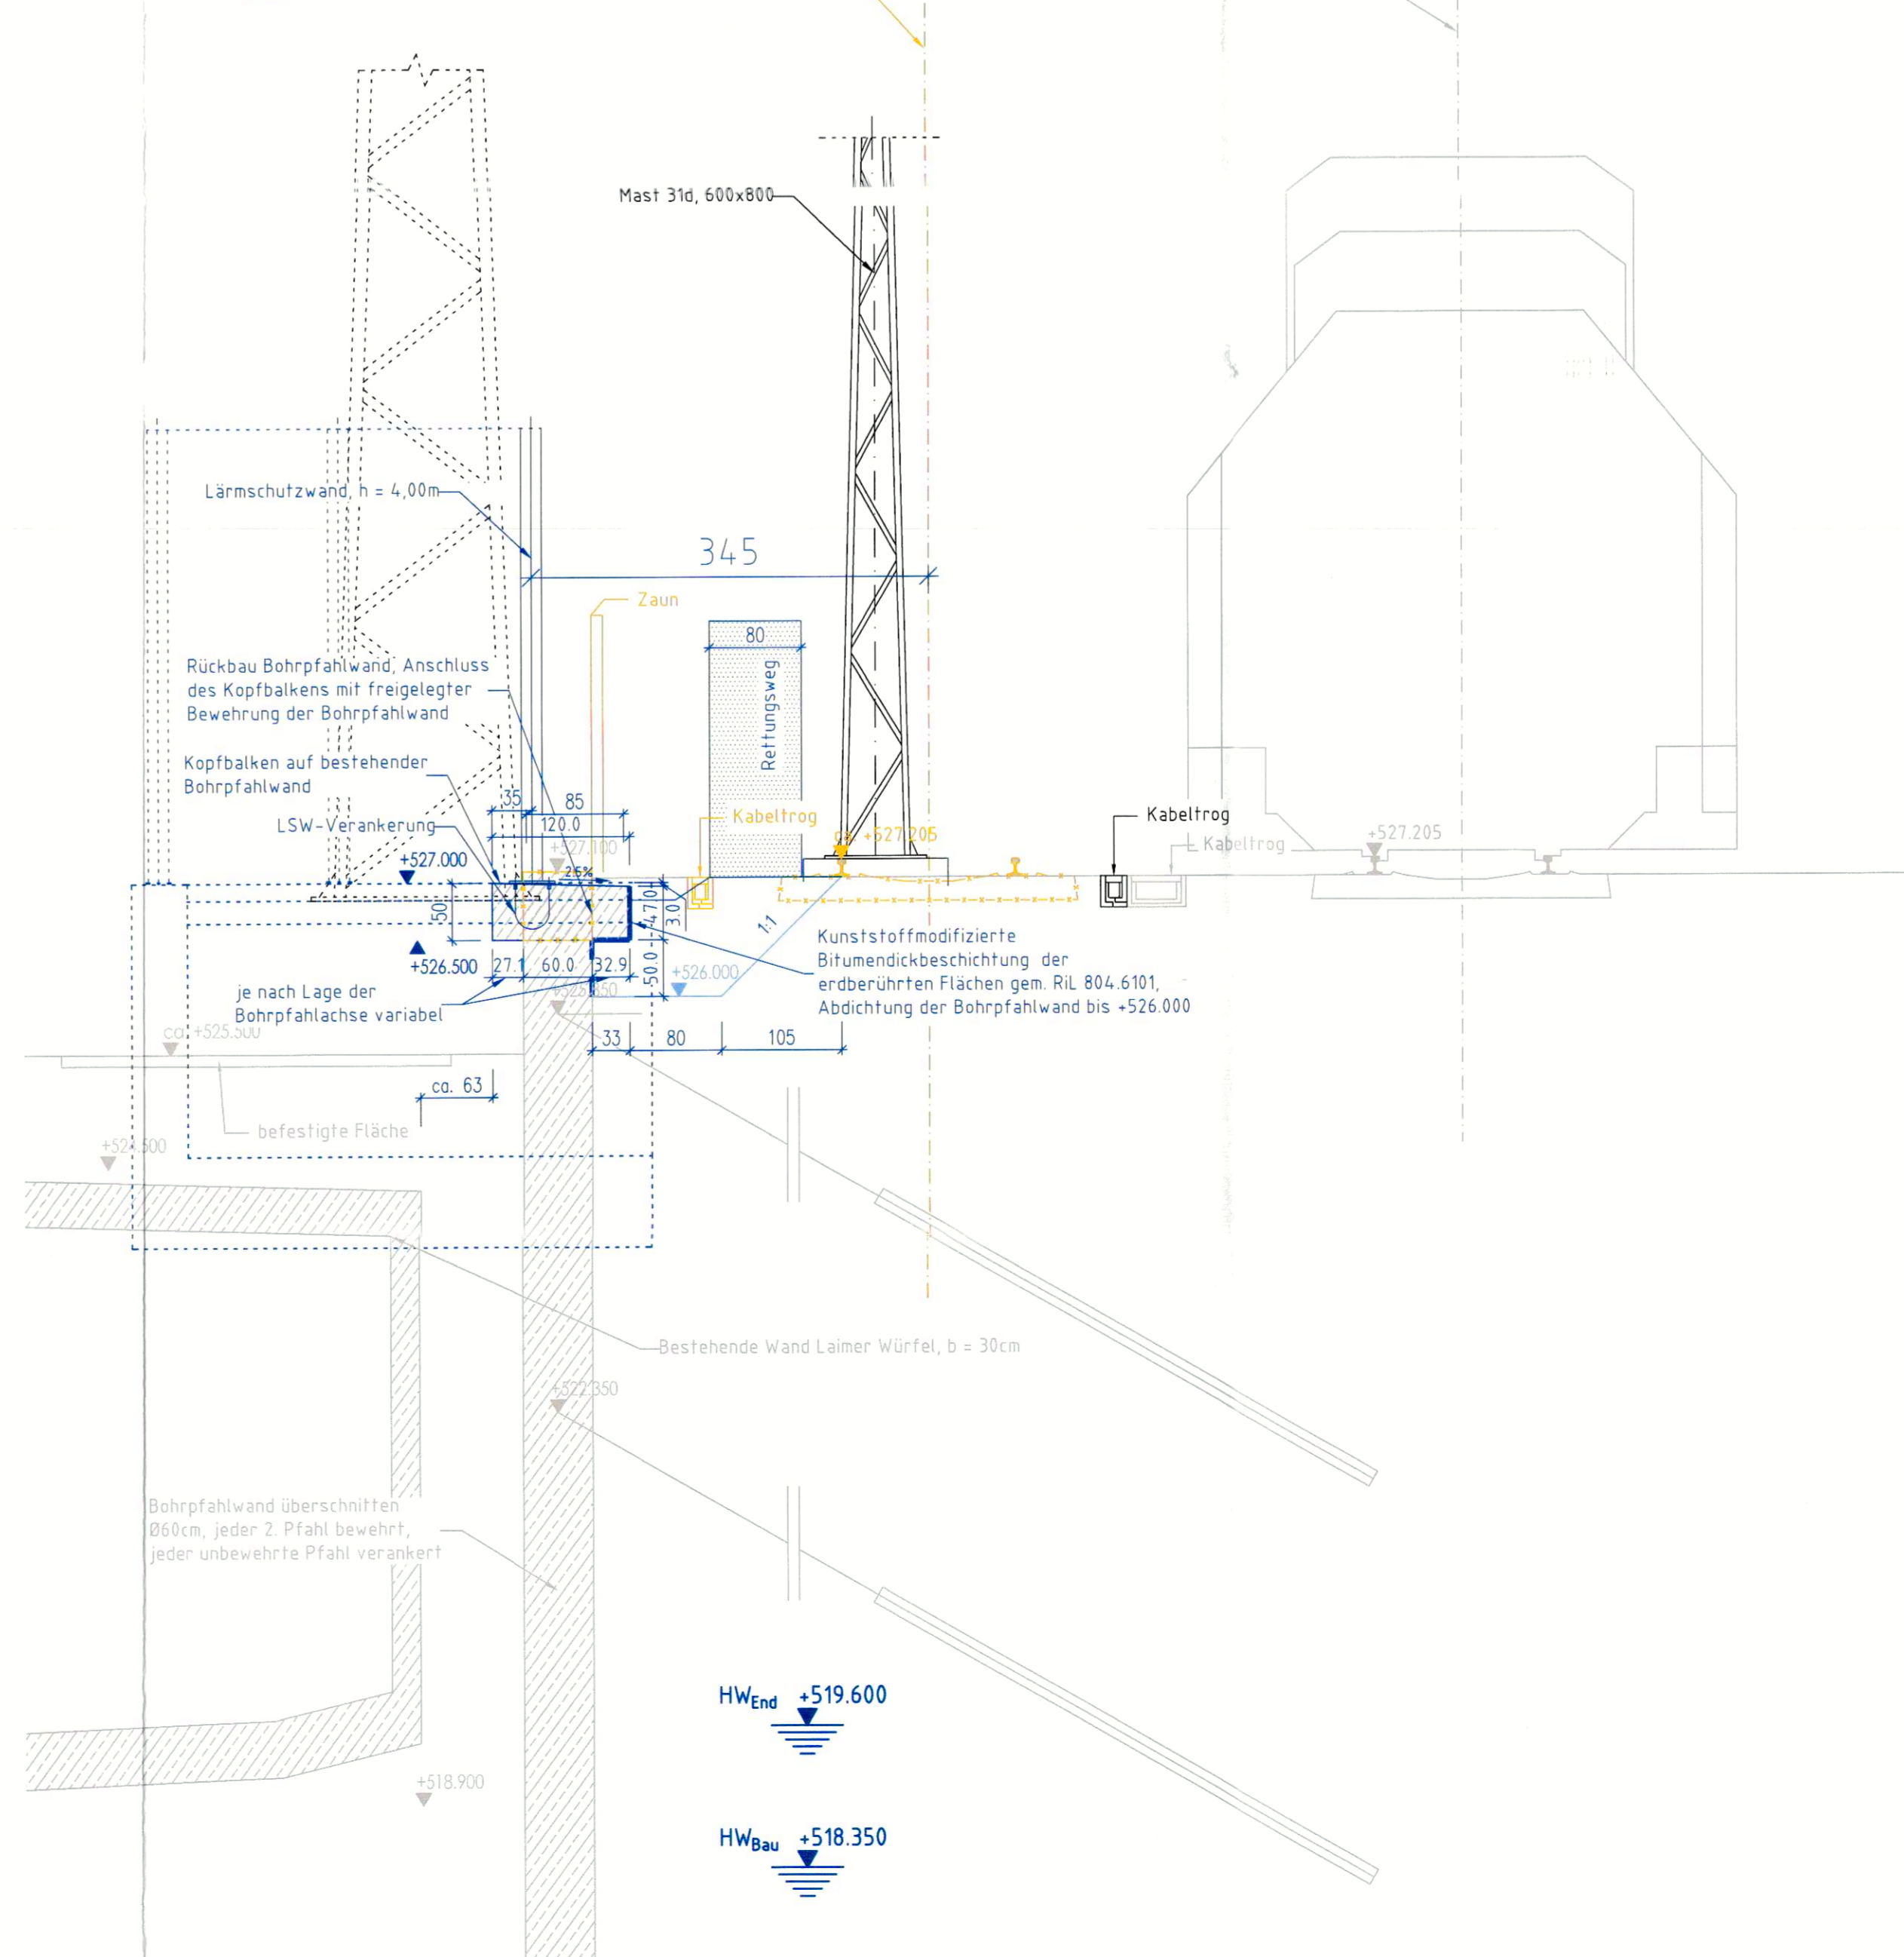 Mast 31d, 600x800
Lärmschutzwand, h = 4,00m
345
Zaun
80
Rettungsweg
Rückbau Bohrpfahlwand, Anschluss
des Kopfbalkens mit freigelegter
Bewehrung der Bohrpfahlwand
Kopfbalken auf bestehender
Bohrpfahlwand
35
85
120.0
LSW-Verankerung
+527.100
Kabeltrog
ca. +527.205
Kabeltrog
Kabeltrog
+527.205
+527.000
2.5%
50
47.0
3.0
1:1
+526.500
27.1
60.0
32.9
50.0
+526.000
Kunststoffmodifizierte
Bitumendickbeschichtung der
erdberührten Flächen gem. RiL 804.6101,
Abdichtung der Bohrpfahlwand bis +526.000
je nach Lage der
Bohrpfahlachse variabel
ca. +525.500
33
80
105
ca. 63
befestigte Fläche
+524.500
Bestehende Wand Laimer Würfel, b = 30cm
+522.350
Bohrpfahlwand überschnitten
Ø60cm, jeder 2. Pfahl bewehrt,
jeder unbewehrte Pfahl verankert
HWEnd +519.600
+518.900
HWBau +518.350